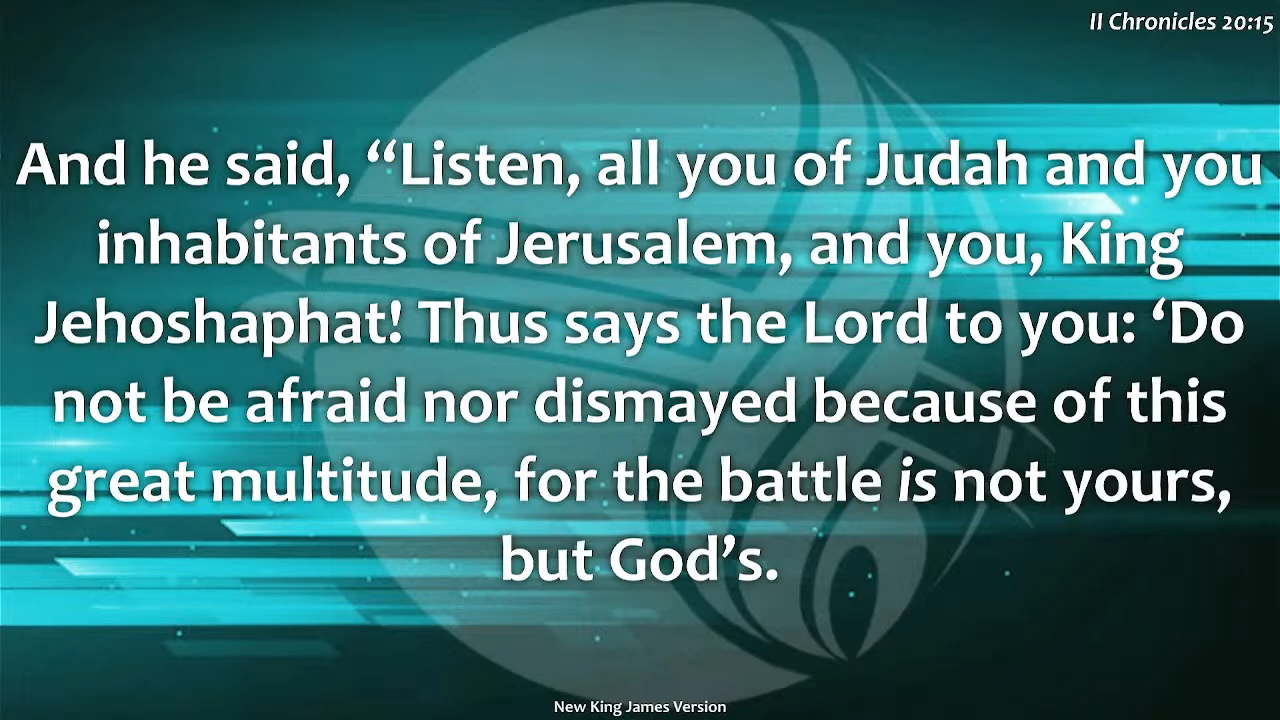 II Chronicles 20:15
And he said, “Listen, all you of Judah and you
inhabitants of Jerusalem, and you, King
Jehoshaphat! Thus says the Lord to you: ‘Do
not be afraid nor dismayed because of this
great multitude, for the battle is not yours,
but God’s.
New King James Version